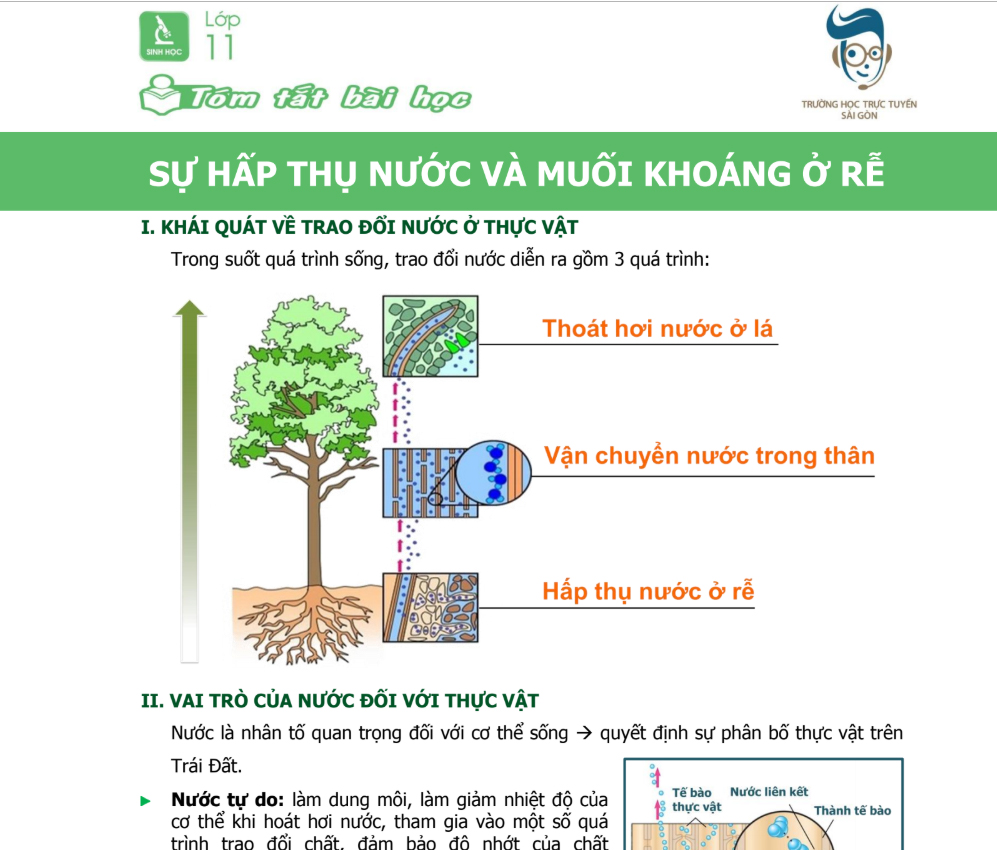 Lớp
11
SINH HỌC
Tóm tắt bài học
TRƯỜNG HỌC TRỰC TUYẾN
SÀI GÒN
SỰ HẤP THỤ NƯỚC VÀ MUỐI KHOÁNG Ở RỄ
I. KHÁI QUÁT VỀ TRAO ĐỔI NƯỚC Ở THỰC VẬT
Trong suốt quá trình sống, trao đổi nước diễn ra gồm 3 quá trình:
Thoát hơi nước ở lá
Vận chuyển nước trong thân
Hấp thụ nước ở rễ
II. VAI TRÒ CỦA NƯỚC ĐỐI VỚI THỰC VẬT
Nước là nhân tố quan trọng đối với cơ thể sống → quyết định sự phân bố thực vật trên
Trái Đất.
Nước tự do: làm dung môi, làm giảm nhiệt độ của
cơ thể khi hoát hơi nước, tham gia vào một số quá
trình trao đổi chất, đảm bảo độ nhớt của chất
Tế bào
thực vật
Nước liên kết
Thành tế bào